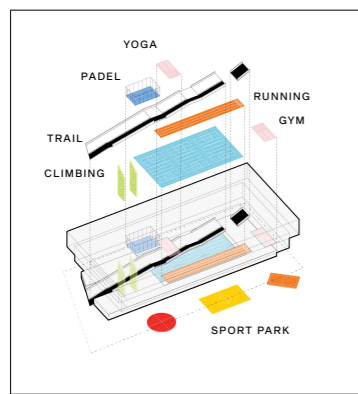 YOGA
PADEL
RUNNING
GYM
TRAIL
CLIMBING
SPORT PARK